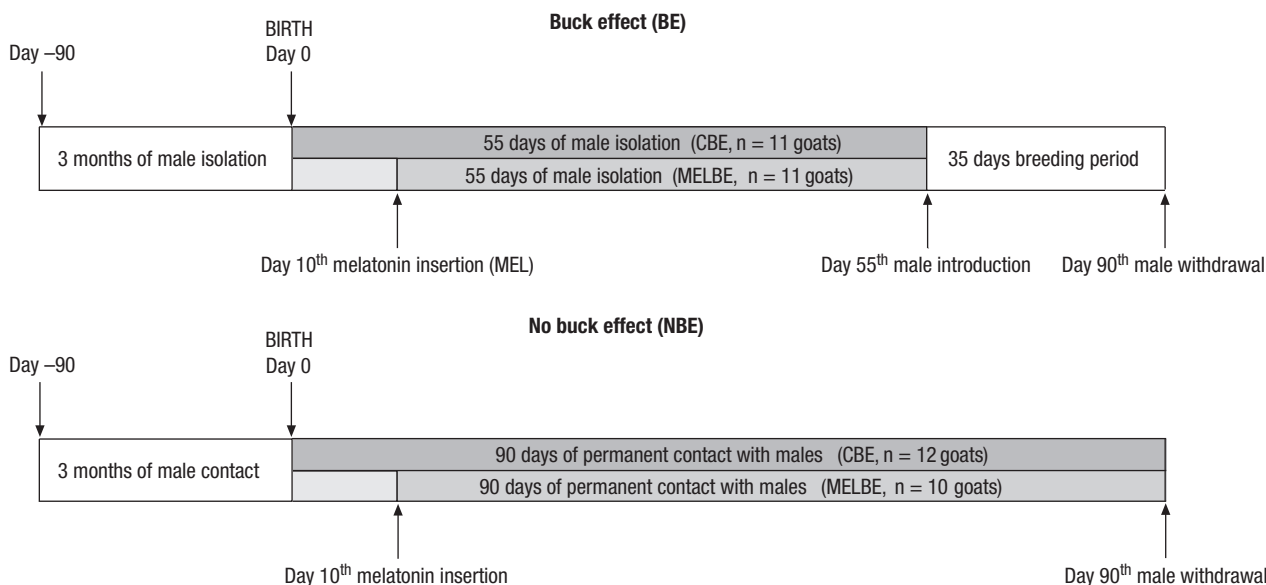 Buck effect (BE)
BIRTH
Day –90
Day 0
3 months of male isolation
55 days of male isolation (CBE, n = 11 goats)
55 days of male isolation (MELBE, n = 11 goats)
35 days breeding period
Day 10th melatonin insertion (MEL)
Day 55th male introduction
Day 90th male withdrawal
No buck effect (NBE)
BIRTH
Day –90
Day 0
3 months of male contact
90 days of permanent contact with males (CBE, n = 12 goats)
90 days of permanent contact with males (MELBE, n = 10 goats)
Day 10th melatonin insertion
Day 90th male withdrawal